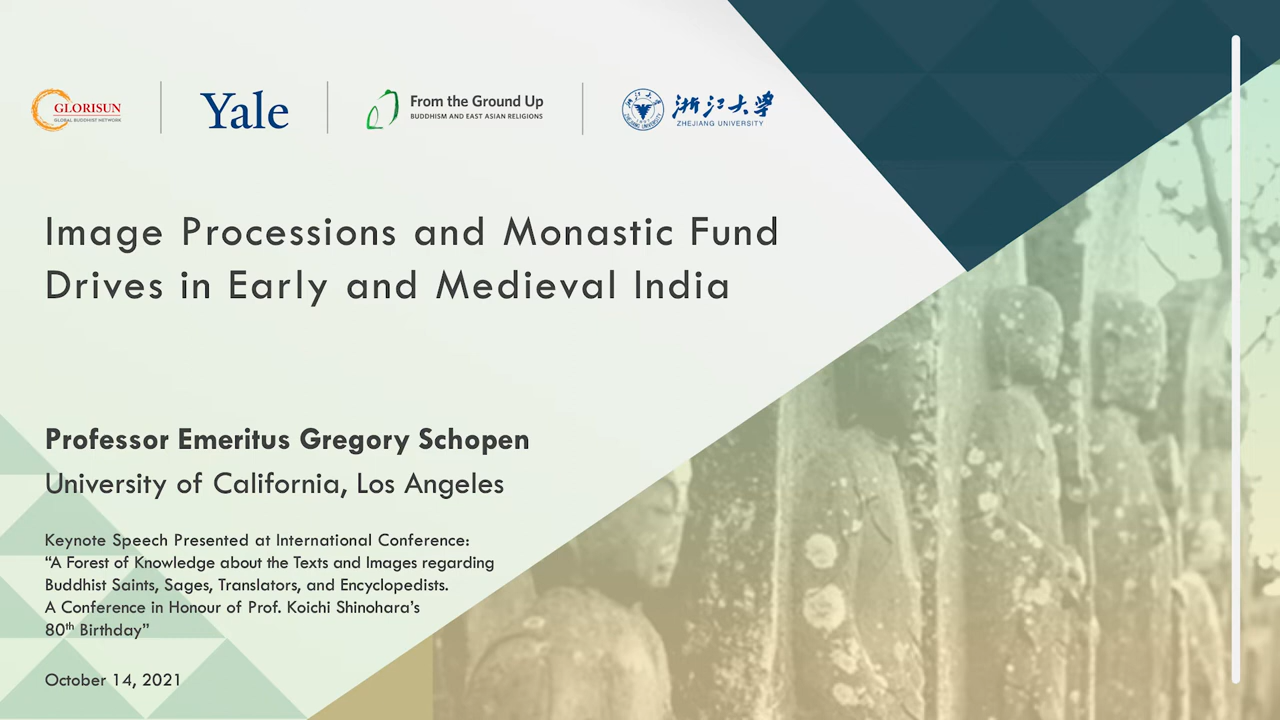 GLORISUN
GLOBAL BUDDHIST NETWORK
Yale
From the Ground Up
BUDDHISM AND EAST ASIAN RELIGIONS
浙江大学
ZHEJIANG UNIVERSITY
Image Processions and Monastic Fund
Drives in Early and Medieval India
Professor Emeritus Gregory Schopen
University of California, Los Angeles
Keynote Speech Presented at International Conference:
“A Forest of Knowledge about the Texts and Images regarding
Buddhist Saints, Sages, Translators, and Encyclopedists.
A Conference in Honour of Prof. Koichi Shinohara’s
80th Birthday”
October 14, 2021